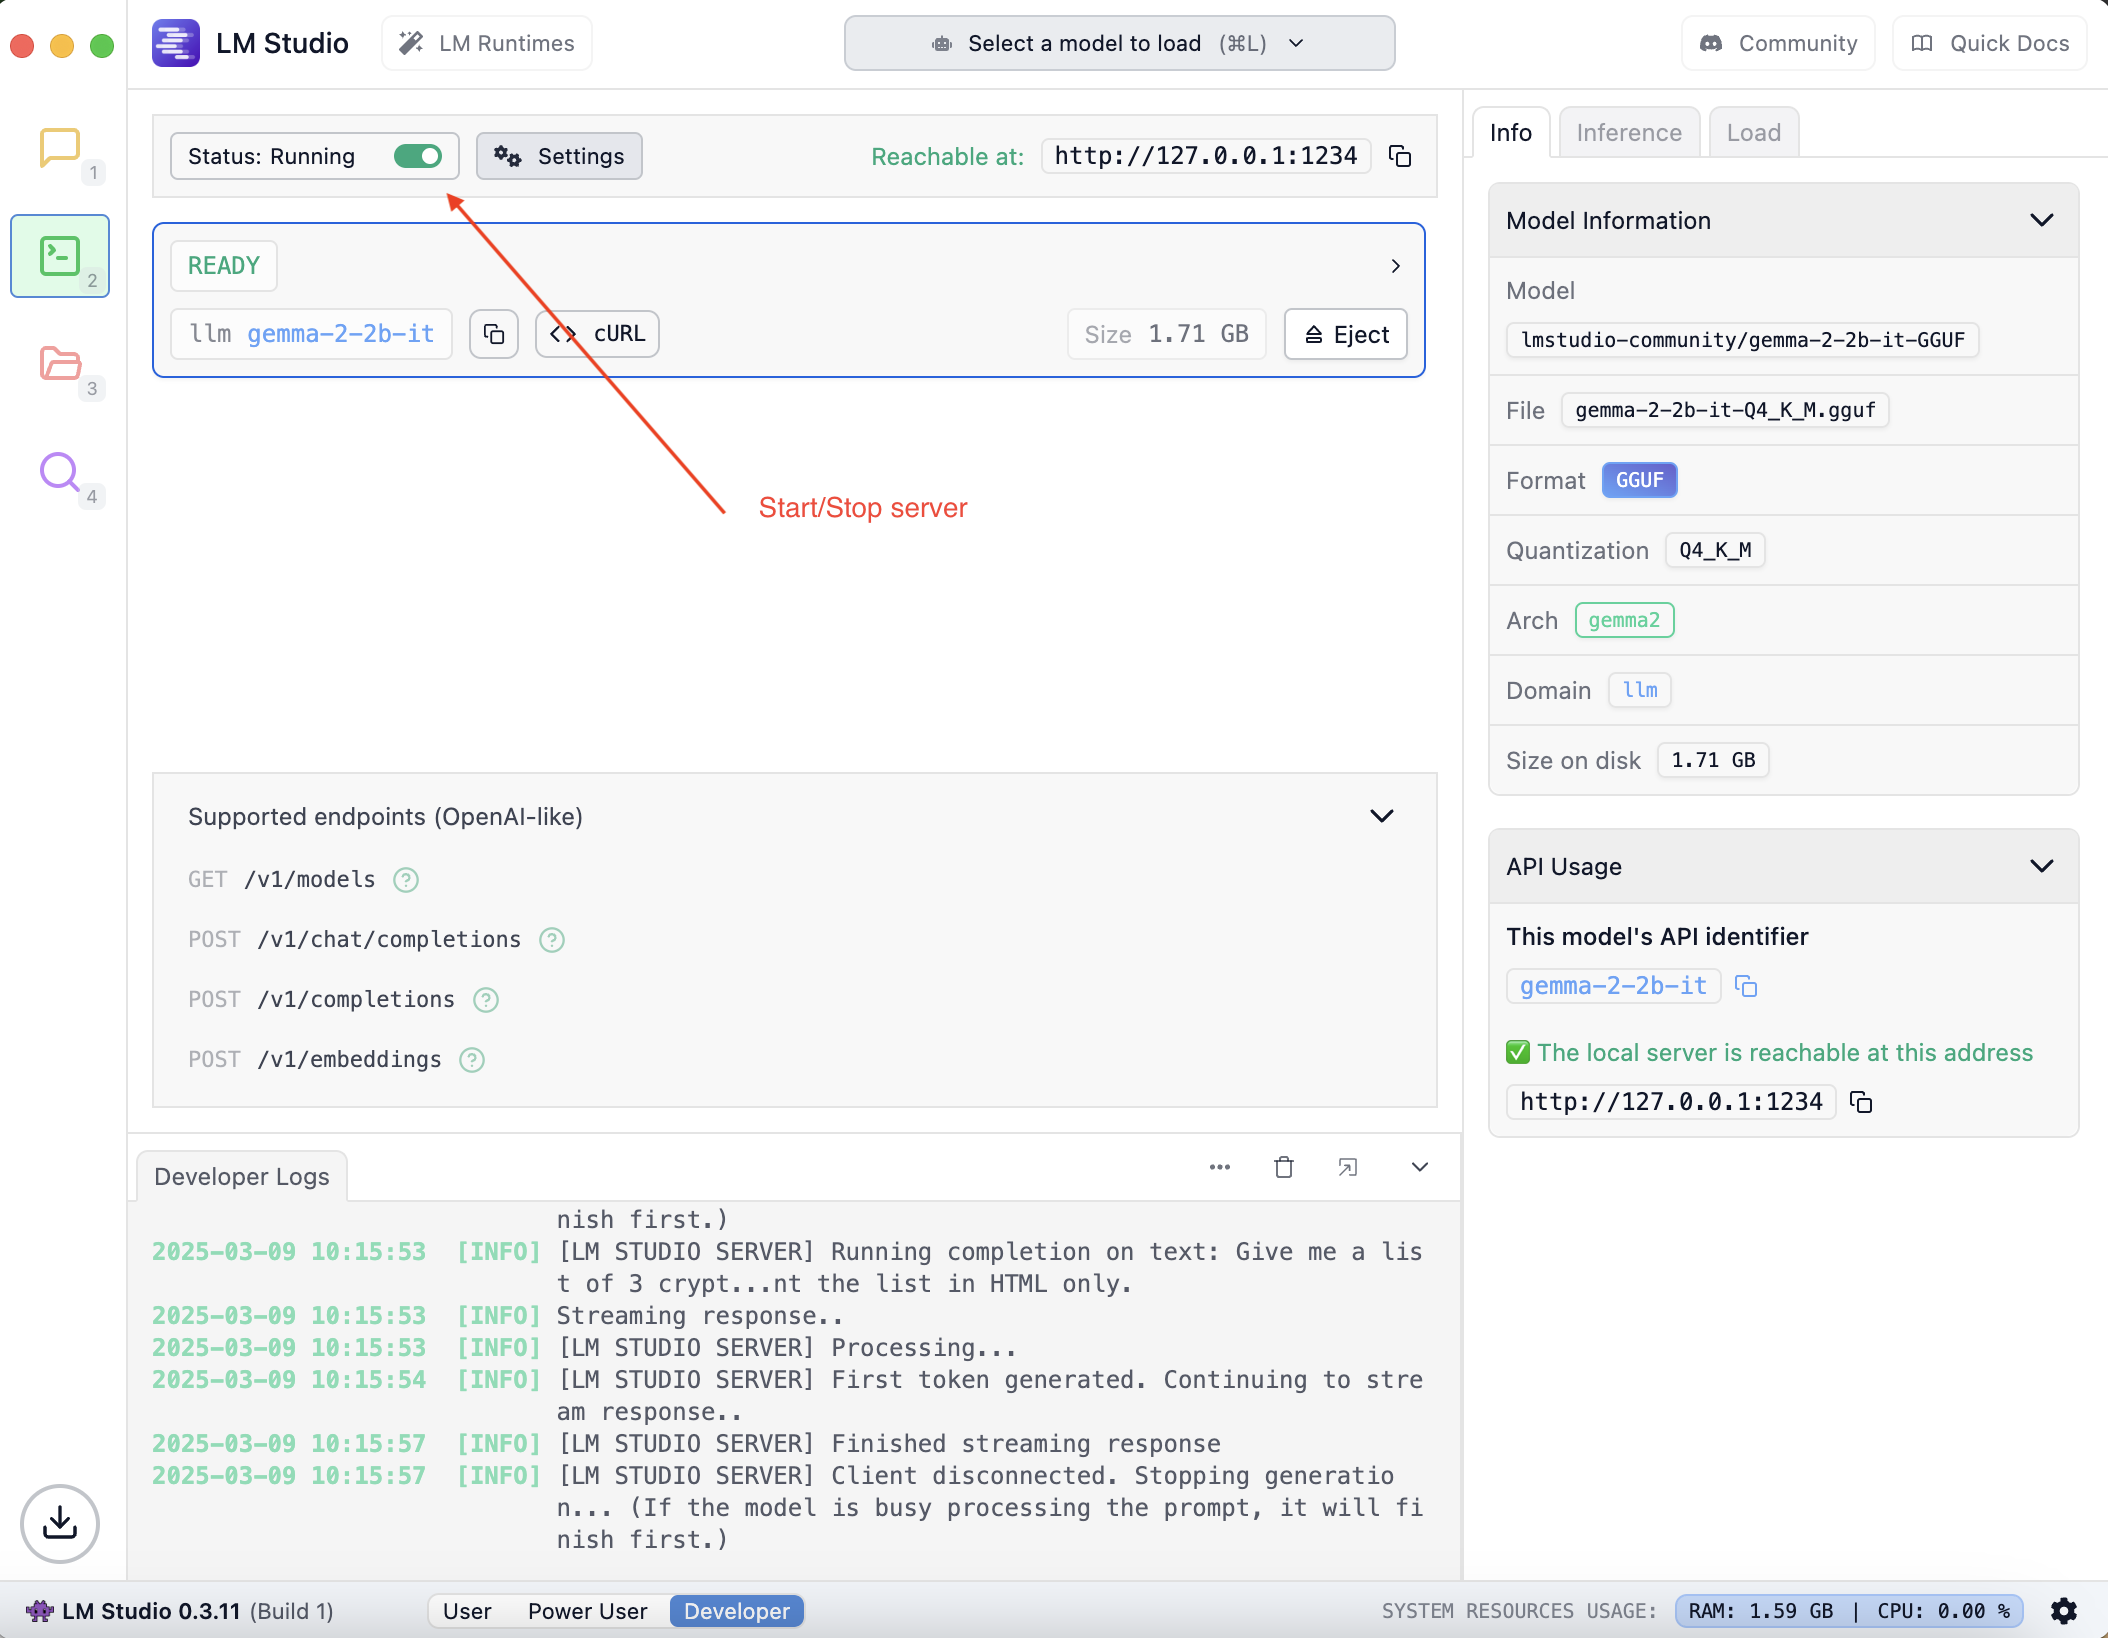 LM Studio
LM Runtimes
Select a model to load (⌘L)
Community
Quick Docs
1
2
3
4
Status: Running
Settings
Reachable at: http://127.0.0.1:1234
READY
llm gemma-2-2b-it
cURL
Size 1.71 GB
Eject
Start/Stop server
Supported endpoints (OpenAI-like)
GET /v1/models ?
POST /v1/chat/completions ?
POST /v1/completions ?
POST /v1/embeddings ?
Developer Logs
nish first.)
2025-03-09 10:15:53 [INFO] [LM STUDIO SERVER] Running completion on text: Give me a lis
t of 3 crypt...nt the list in HTML only.
2025-03-09 10:15:53 [INFO] Streaming response..
2025-03-09 10:15:53 [INFO] [LM STUDIO SERVER] Processing...
2025-03-09 10:15:54 [INFO] [LM STUDIO SERVER] First token generated. Continuing to stre
am response..
2025-03-09 10:15:57 [INFO] [LM STUDIO SERVER] Finished streaming response
2025-03-09 10:15:57 [INFO] [LM STUDIO SERVER] Client disconnected. Stopping generatio
n... (If the model is busy processing the prompt, it will fi
nish first.)
Info
Inference
Load
Model Information
Model
lmstudio-community/gemma-2-2b-it-GGUF
File gemma-2-2b-it-Q4_K_M.gguf
Format GGUF
Quantization Q4_K_M
Arch gemma2
Domain llm
Size on disk 1.71 GB
API Usage
This model's API identifier
gemma-2-2b-it
✅ The local server is reachable at this address
http://127.0.0.1:1234
LM Studio 0.3.11 (Build 1)
User
Power User
Developer
SYSTEM RESOURCES USAGE: RAM: 1.59 GB | CPU: 0.00 %